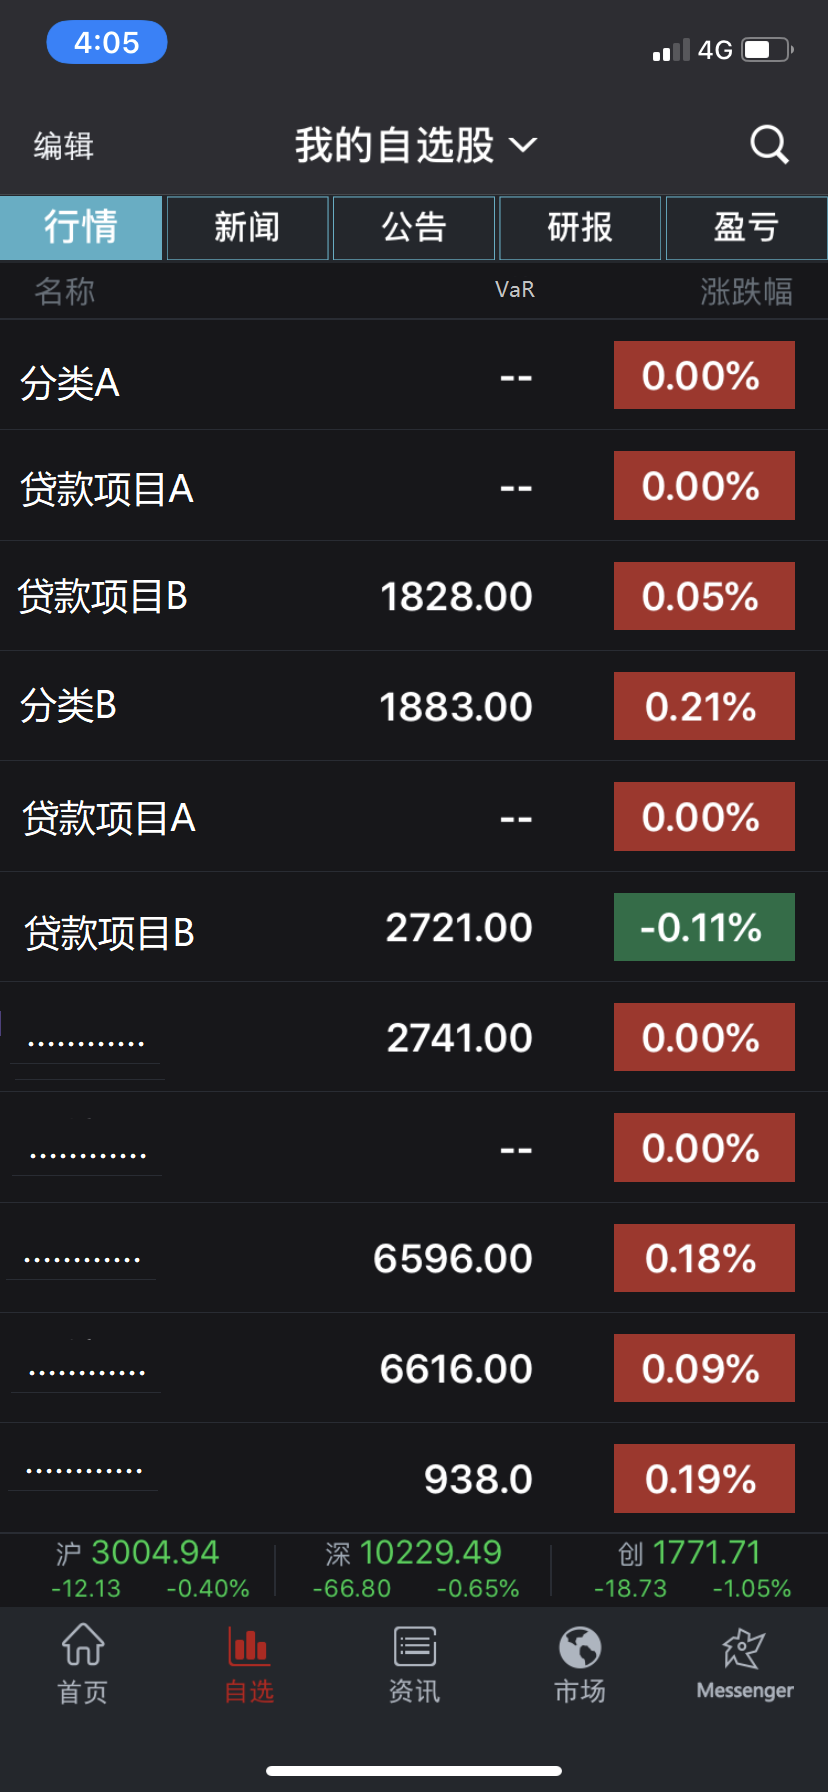 4:05 4G
编辑 我的自选股
行情 新闻 公告 研报 盈亏
名称 VaR 涨跌幅
分类A -- 0.00%
贷款项目A -- 0.00%
贷款项目B 1828.00 0.05%
分类B 1883.00 0.21%
贷款项目A -- 0.00%
贷款项目B 2721.00 -0.11%
............ 2741.00 0.00%
............ -- 0.00%
............ 6596.00 0.18%
............ 6616.00 0.09%
............ 938.0 0.19%
沪 3004.94 深 10229.49 创 1771.71
-12.13 -0.40% -66.80 -0.65% -18.73 -1.05%
首页 自选 资讯 市场 Messenger